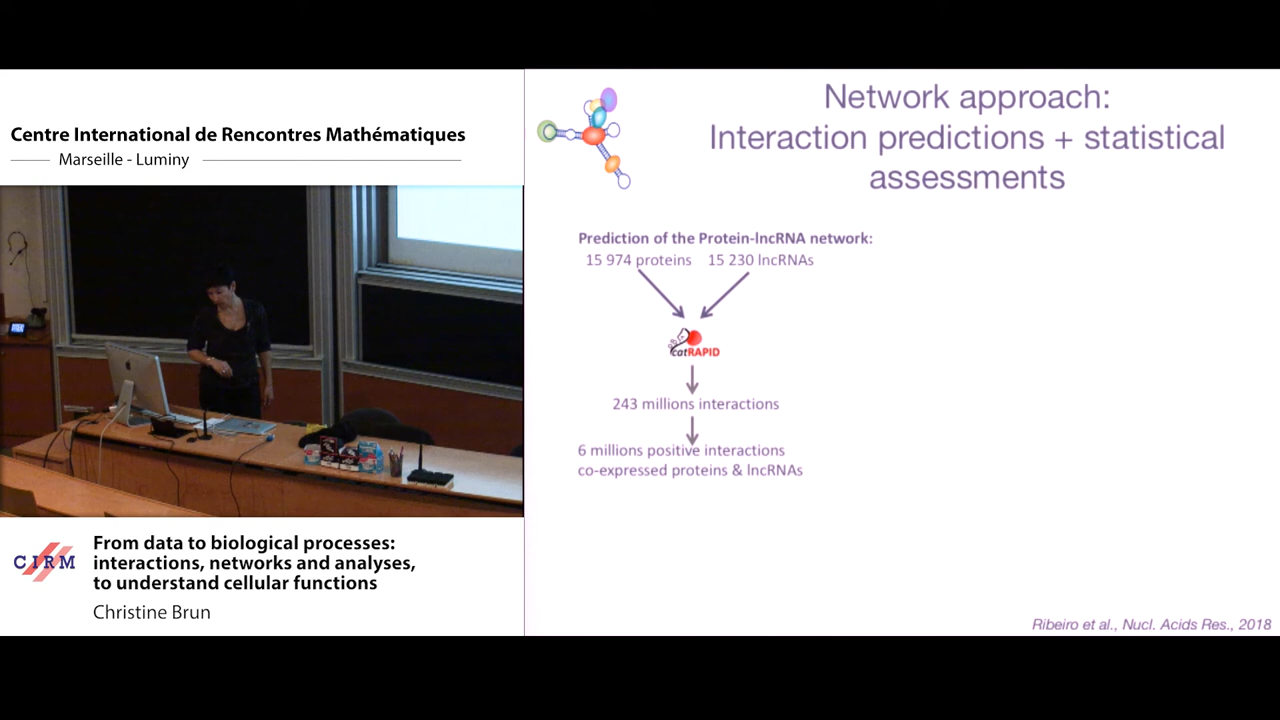 Centre International de Rencontres Mathématiques
Marseille - Luminy
CIRM
From data to biological processes:
interactions, networks and analyses,
to understand cellular functions
Christine Brun
Network approach:
Interaction predictions + statistical
assessments
Prediction of the Protein-lncRNA network:
15 974 proteins 15 230 lncRNAs
catRAPID
243 millions interactions
6 millions positive interactions
co-expressed proteins & lncRNAs
Ribeiro et al., Nucl. Acids Res., 2018